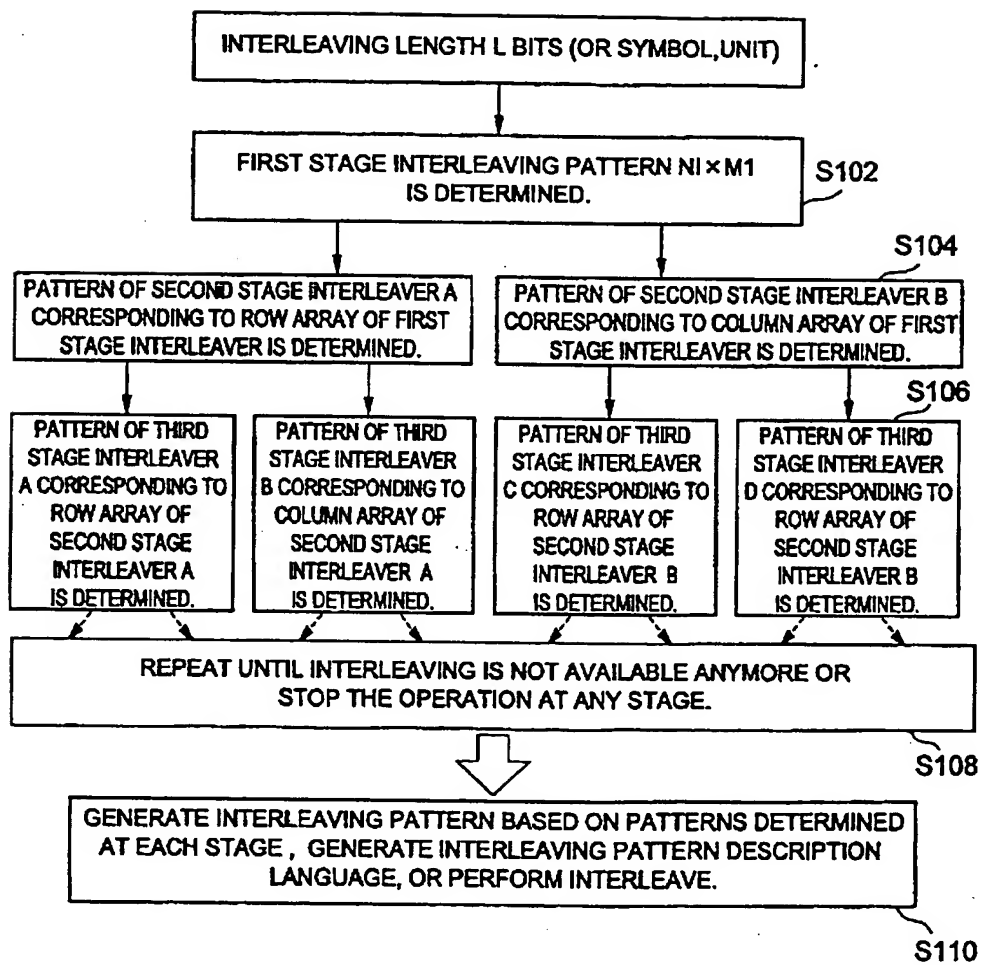 INTERLEAVING LENGTH L BITS (OR SYMBOL,UNIT)
FIRST STAGE INTERLEAVING PATTERN NI × M1
IS DETERMINED.
S102
S104
PATTERN OF SECOND STAGE INTERLEAVER A
CORRESPONDING TO ROW ARRAY OF FIRST
STAGE INTERLEAVER IS DETERMINED.
PATTERN OF SECOND STAGE INTERLEAVER B
CORRESPONDING TO COLUMN ARRAY OF FIRST
STAGE INTERLEAVER IS DETERMINED.
S106
PATTERN OF THIRD
STAGE INTERLEAVER
A CORRESPONDING TO
ROW ARRAY OF
SECOND STAGE
INTERLEAVER A
IS DETERMINED.
PATTERN OF THIRD
STAGE INTERLEAVER
B CORRESPONDING TO
COLUMN ARRAY OF
SECOND STAGE
INTERLEAVER A
IS DETERMINED.
PATTERN OF THIRD
STAGE INTERLEAVER
C CORRESPONDING TO
ROW ARRAY OF
SECOND STAGE
INTERLEAVER B
IS DETERMINED.
PATTERN OF THIRD
STAGE INTERLEAVER
D CORRESPONDING TO
ROW ARRAY OF
SECOND STAGE
INTERLEAVER B
IS DETERMINED.
REPEAT UNTIL INTERLEAVING IS NOT AVAILABLE ANYMORE OR
STOP THE OPERATION AT ANY STAGE.
S108
GENERATE INTERLEAVING PATTERN BASED ON PATTERNS DETERMINED
AT EACH STAGE , GENERATE INTERLEAVING PATTERN DESCRIPTION
LANGUAGE, OR PERFORM INTERLEAVE.
S110